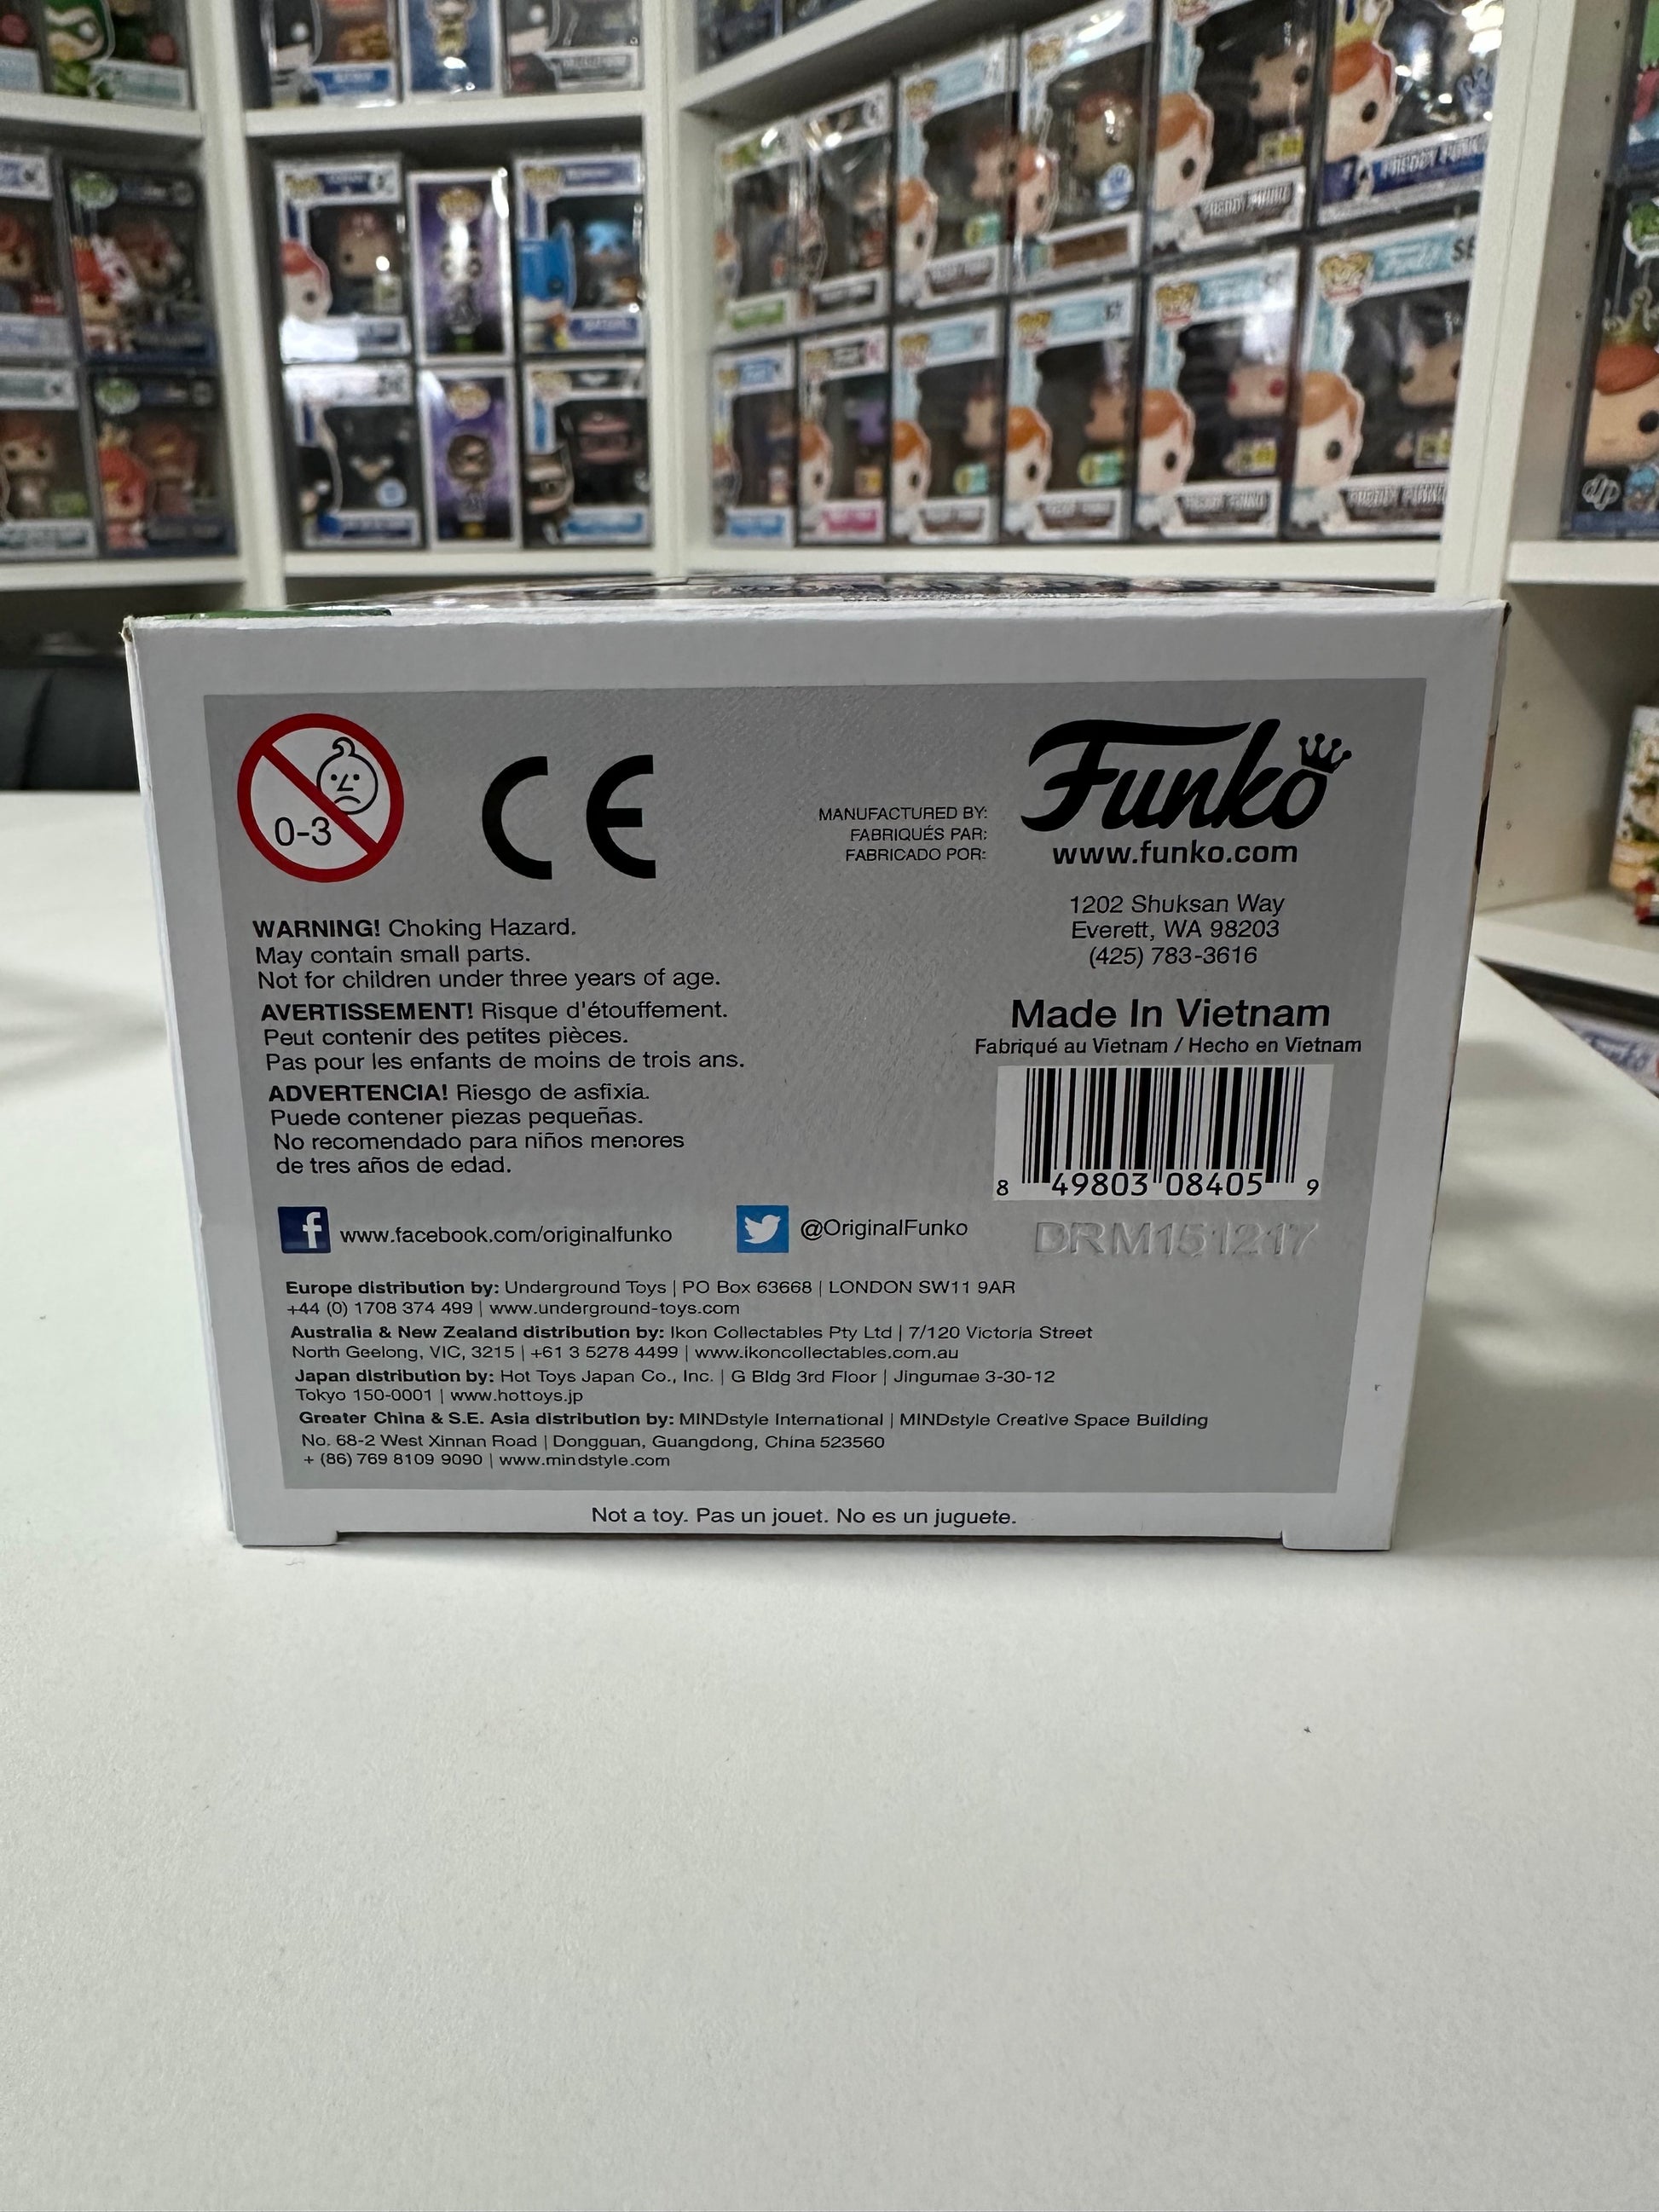 FREDDY FUNKO
0-3
CE
MANUFACTURED BY:
FABRIQUÉS PAR:
FABRICADO POR:
Funko
www.funko.com
1202 Shuksan Way
Everett, WA 98203
(425) 783-3616
WARNING! Choking Hazard.
May contain small parts.
Not for children under three years of age.
AVERTISSEMENT! Risque d'étouffement.
Peut contenir des petites pièces.
Pas pour les enfants de moins de trois ans.
ADVERTENCIA! Riesgo de asfixia.
Puede contener piezas pequeñas.
No recomendado para niños menores
de tres años de edad.
Made In Vietnam
Fabriqué au Vietnam / Hecho en Vietnam
8 49803 08405 9
DRM151217
f www.facebook.com/originalfunko
@OriginalFunko
Europe distribution by: Underground Toys | PO Box 63668 | LONDON SW11 9AR
+44 (0) 1708 374 499 | www.underground-toys.com
Australia & New Zealand distribution by: Ikon Collectables Pty Ltd | 7/120 Victoria Street
North Geelong, VIC, 3215 | +61 3 5278 4499 | www.ikoncollectables.com.au
Japan distribution by: Hot Toys Japan Co., Inc. | G Bldg 3rd Floor | Jingumae 3-30-12
Tokyo 150-0001 | www.hottoys.jp
Greater China & S.E. Asia distribution by: MINDstyle International | MINDstyle Creative Space Building
No. 68-2 West Xinnan Road | Dongguan, Guangdong, China 523560
+ (86) 769 8109 9090 | www.mindstyle.com
Not a toy. Pas un jouet. No es un juguete.